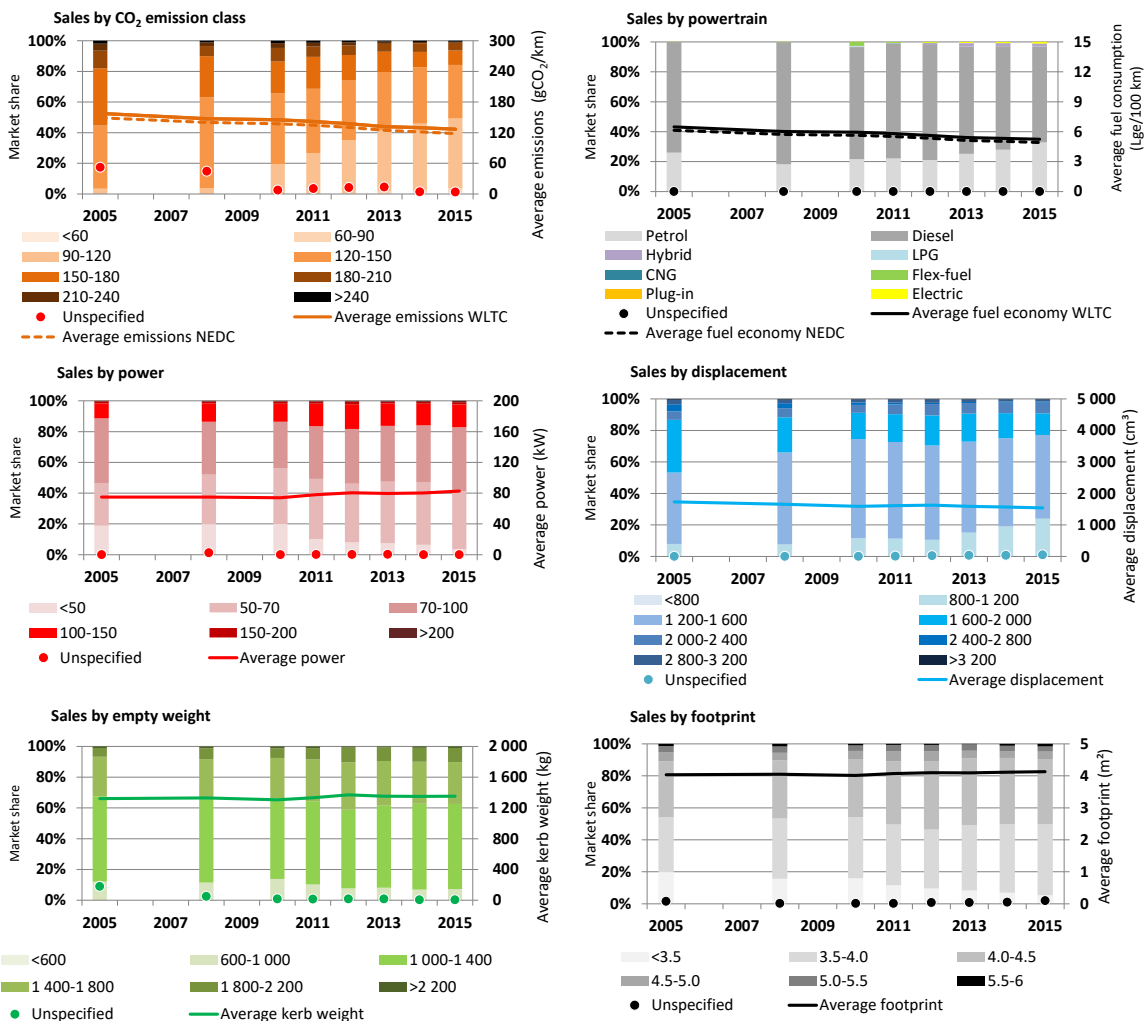 Sales by CO2 emission class
100%
80%
60%
40%
20%
0%
Market share
300
240
180
120
60
0
Average emissions (gCO2/km)
2005 2007 2009 2011 2013 2015
<60 60-90
90-120 120-150
150-180 180-210
210-240 >240
Unspecified Average emissions WLTC
Average emissions NEDC
Sales by powertrain
100%
80%
60%
40%
20%
0%
Market share
15
12
9
6
3
0
Average fuel consumption
(Lge/100 km)
2005 2007 2009 2011 2013 2015
Petrol Diesel
Hybrid LPG
CNG Flex-fuel
Plug-in Electric
Unspecified Average fuel economy WLTC
Average fuel economy NEDC
Sales by power
100%
80%
60%
40%
20%
0%
Market share
200
160
120
80
40
0
Average power (kW)
2005 2007 2009 2011 2013 2015
<50 50-70 70-100
100-150 150-200 >200
Unspecified Average power
Sales by displacement
100%
80%
60%
40%
20%
0%
Market share
5 000
4 000
3 000
2 000
1 000
0
Average displacement (cm³)
2005 2007 2009 2011 2013 2015
<800 800-1 200
1 200-1 600 1 600-2 000
2 000-2 400 2 400-2 800
2 800-3 200 >3 200
Unspecified Average displacement
Sales by empty weight
100%
80%
60%
40%
20%
0%
Market share
2 000
1 600
1 200
800
400
0
Average kerb weight (kg)
2005 2007 2009 2011 2013 2015
<600 600-1 000 1 000-1 400
1 400-1 800 1 800-2 200 >2 200
Unspecified Average kerb weight
Sales by footprint
100%
80%
60%
40%
20%
0%
Market share
5
4
3
2
1
0
Average footprint (m²)
2005 2007 2009 2011 2013 2015
<3.5 3.5-4.0 4.0-4.5
4.5-5.0 5.0-5.5 5.5-6
Unspecified Average footprint